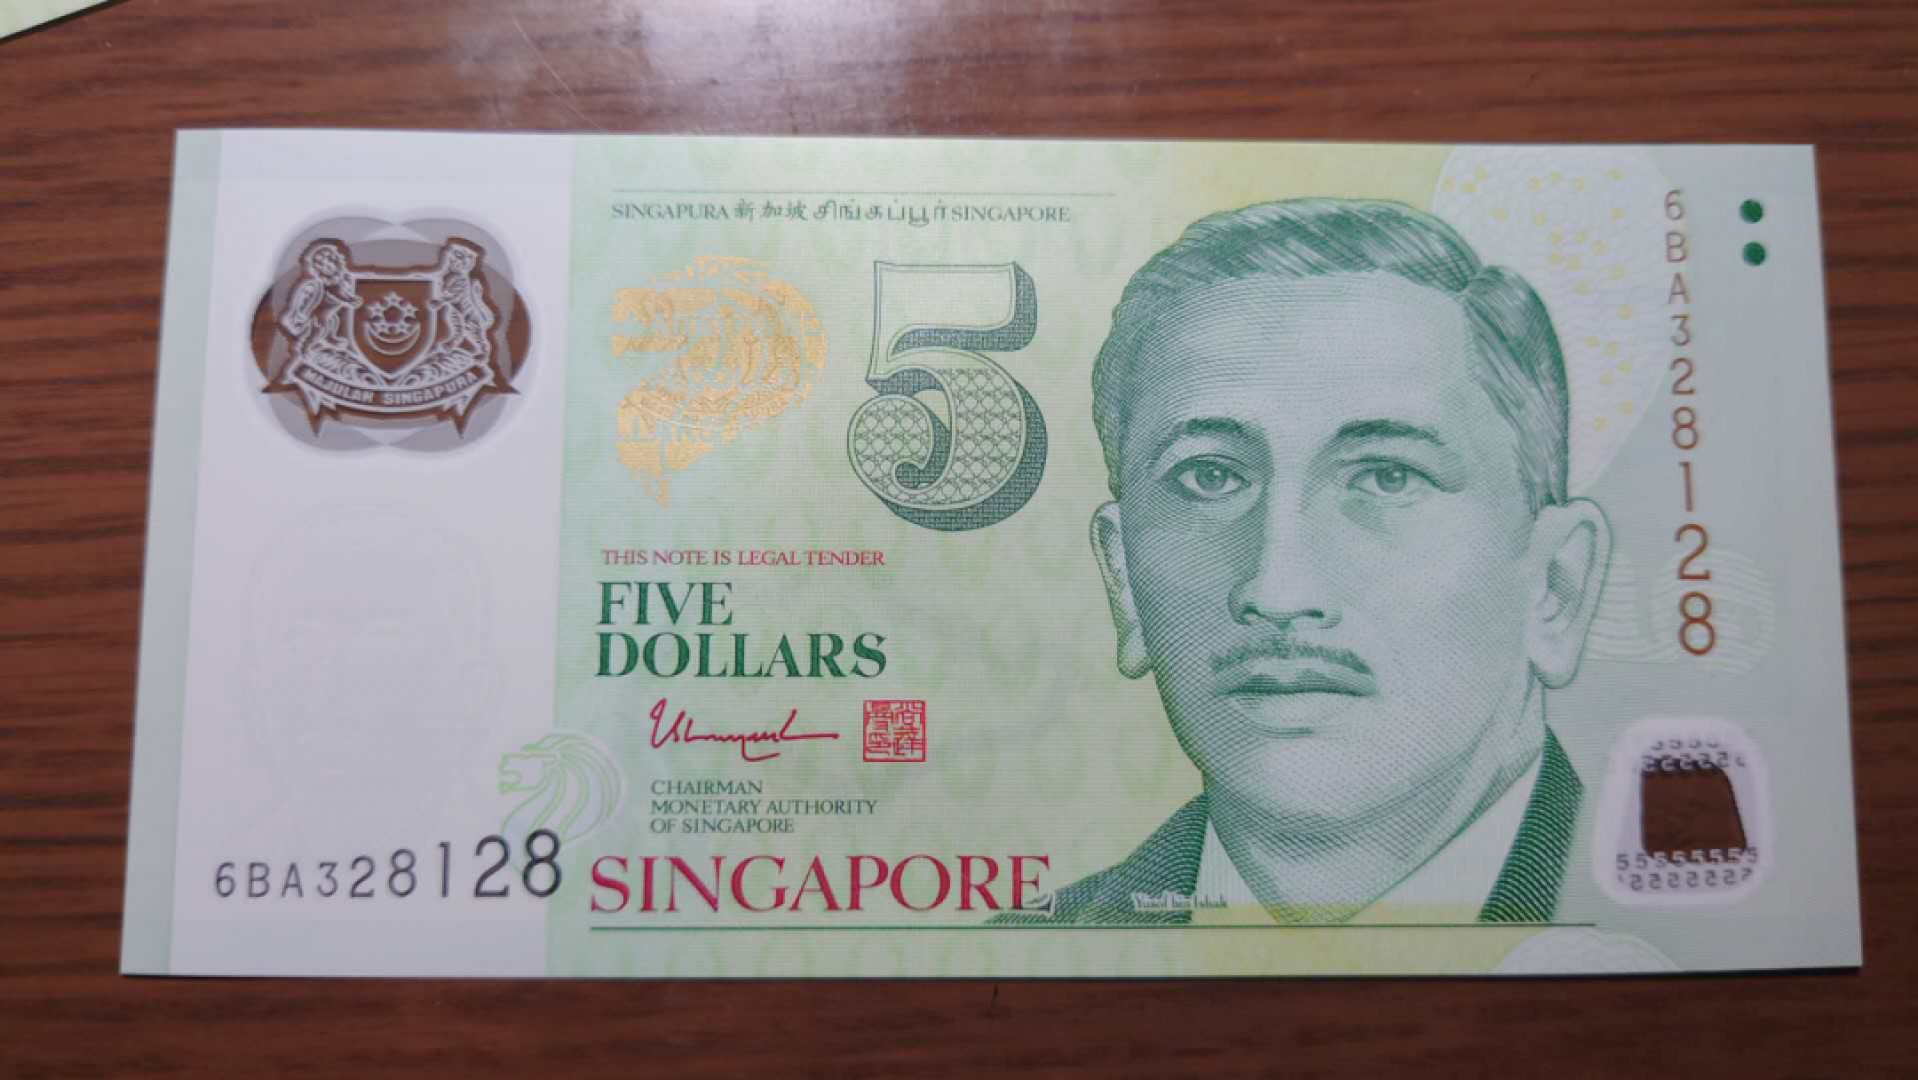 SINGAPURA 新加坡 சிங்கப்பூர் SINGAPORE
MAJULAH SINGAPURA
5
6BA328128
THIS NOTE IS LEGAL TENDER
FIVE
DOLLARS
CHAIRMAN
MONETARY AUTHORITY
OF SINGAPORE
6BA328128
SINGAPORE
Yusof bin Ishak
55555555